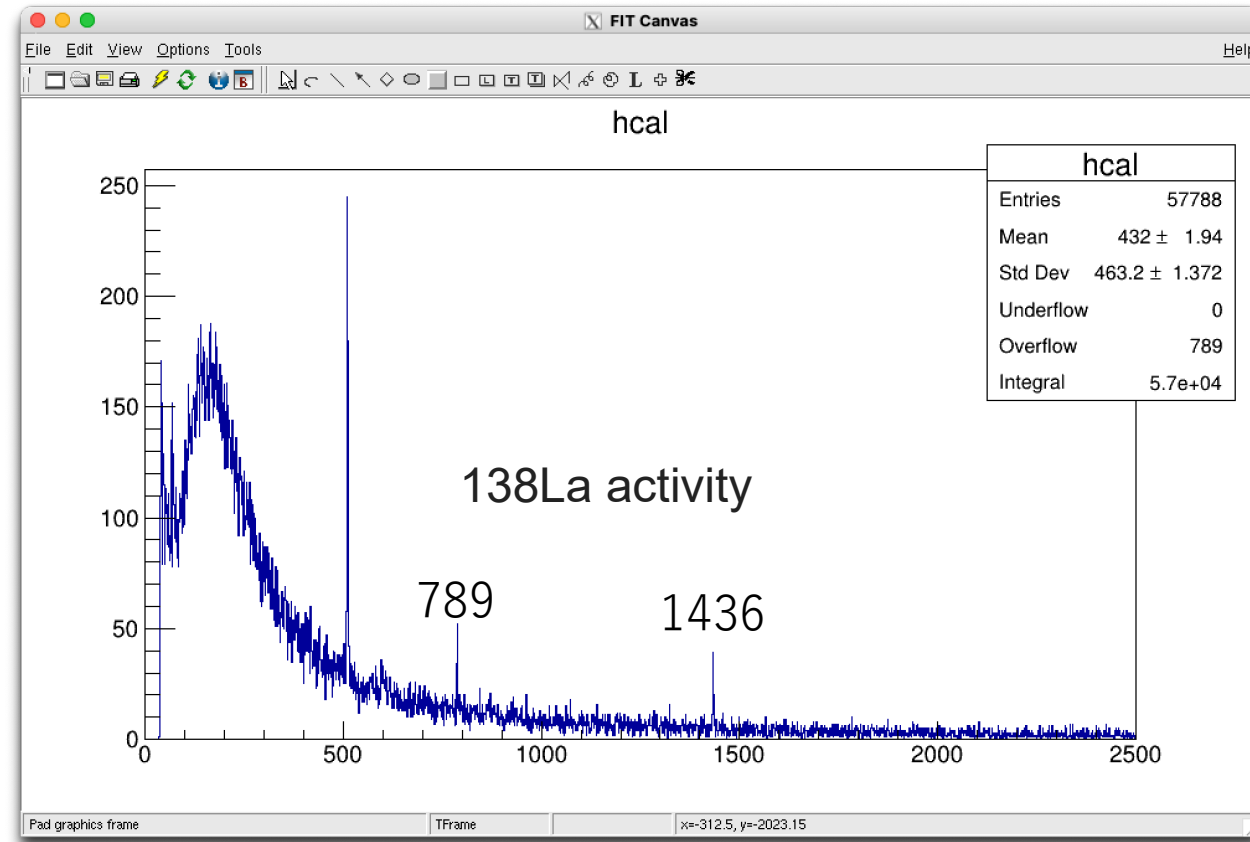 FIT Canvas
File Edit View Options Tools Help
hcal
hcal
Entries 57788
Mean 432 ± 1.94
Std Dev 463.2 ± 1.372
Underflow 0
Overflow 789
Integral 5.7e+04
250
200
150
100
50
0
138La activity
789
1436
0 500 1000 1500 2000 2500
Pad graphics frame TFrame x=-312.5, y=-2023.15